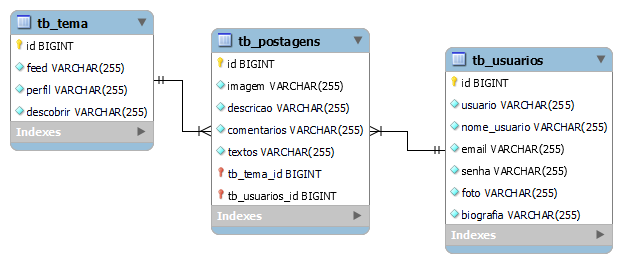 tb_tema
id BIGINT
feed VARCHAR(255)
perfil VARCHAR(255)
descobrir VARCHAR(255)
Indexes
tb_postagens
id BIGINT
imagem VARCHAR(255)
descricao VARCHAR(255)
comentarios VARCHAR(255)
textos VARCHAR(255)
tb_tema_id BIGINT
tb_usuarios_id BIGINT
Indexes
tb_usuarios
id BIGINT
usuario VARCHAR(255)
nome_usuario VARCHAR(255)
email VARCHAR(255)
senha VARCHAR(255)
foto VARCHAR(255)
biografia VARCHAR(255)
Indexes